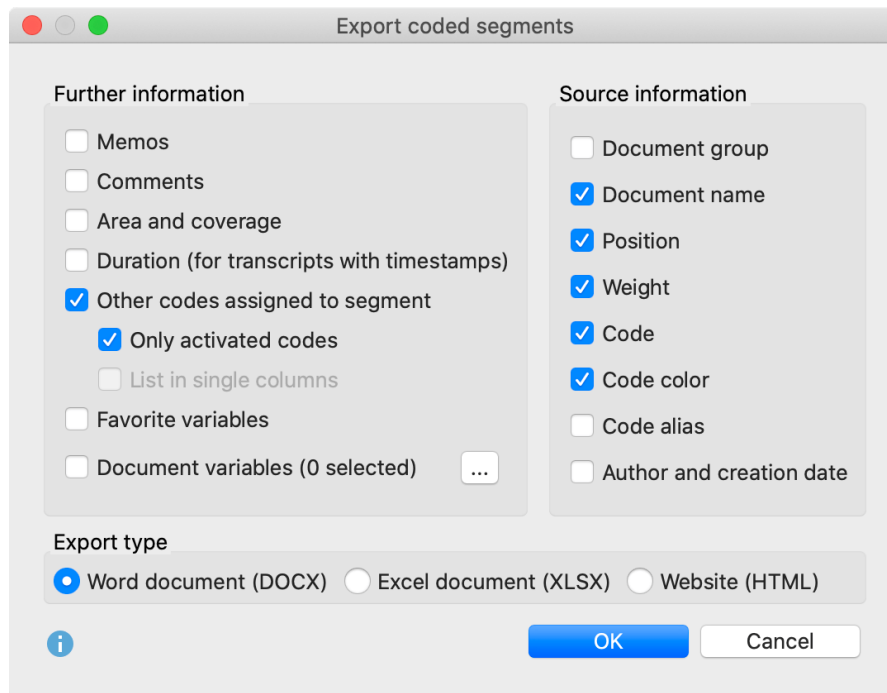 Export coded segments
Further information
Memos
Comments
Area and coverage
Duration (for transcripts with timestamps)
Other codes assigned to segment
Only activated codes
List in single columns
Favorite variables
Document variables (0 selected) ...
Source information
Document group
Document name
Position
Weight
Code
Code color
Code alias
Author and creation date
Export type
Word document (DOCX) Excel document (XLSX) Website (HTML)
i
OK Cancel